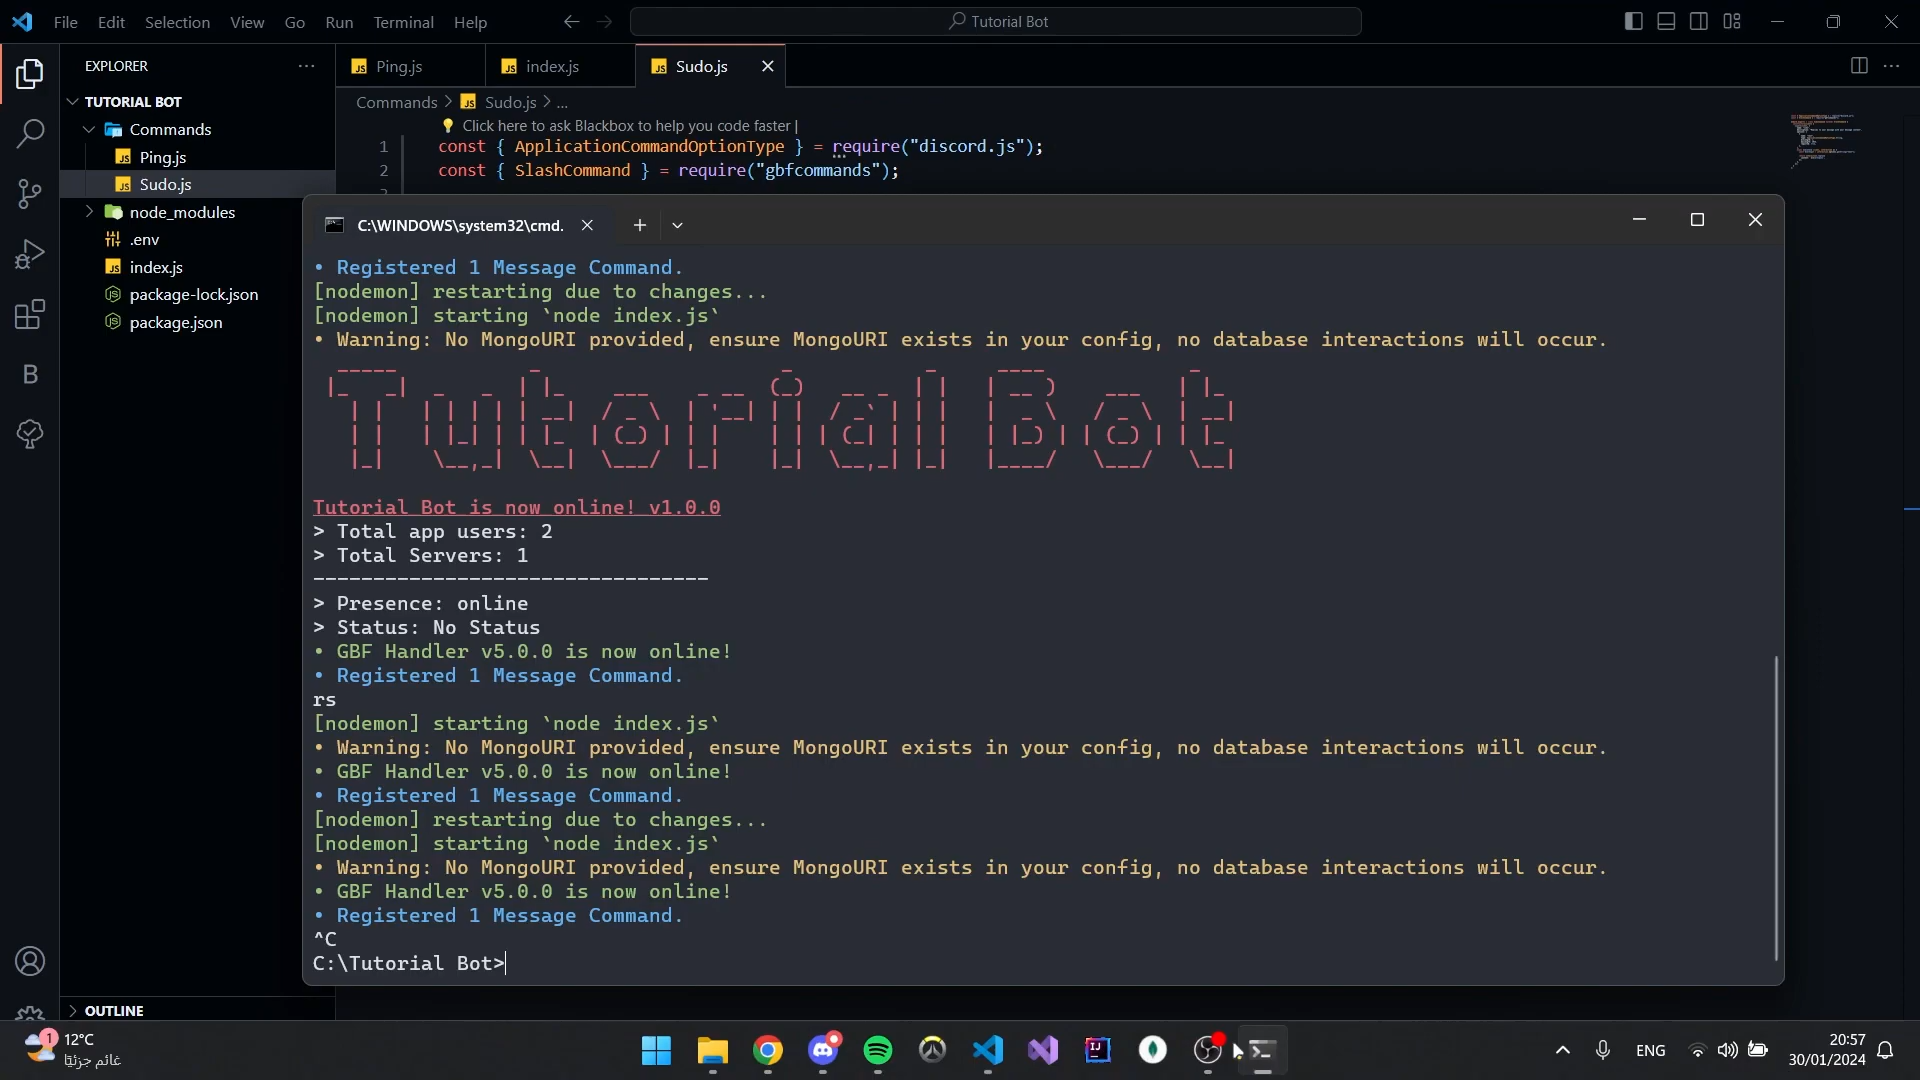 File Edit Selection View Go Run Terminal Help
Tutorial Bot
EXPLORER
TUTORIAL BOT
Commands
Ping.js
Sudo.js
node_modules
.env
index.js
package-lock.json
package.json
OUTLINE
Ping.js index.js Sudo.js
Commands > Sudo.js > ...
Click here to ask Blackbox to help you code faster |
1 const { ApplicationCommandOptionType } = require("discord.js");
2 const { SlashCommand } = require("gbfcommands");
C:\WINDOWS\system32\cmd.
• Registered 1 Message Command.
[nodemon] restarting due to changes...
[nodemon] starting `node index.js`
• Warning: No MongoURI provided, ensure MongoURI exists in your config, no database interactions will occur.
Tutorial Bot
Tutorial Bot is now online! v1.0.0
> Total app users: 2
> Total Servers: 1
---------------------------------
> Presence: online
> Status: No Status
• GBF Handler v5.0.0 is now online!
• Registered 1 Message Command.
rs
[nodemon] starting `node index.js`
• Warning: No MongoURI provided, ensure MongoURI exists in your config, no database interactions will occur.
• GBF Handler v5.0.0 is now online!
• Registered 1 Message Command.
[nodemon] restarting due to changes...
[nodemon] starting `node index.js`
• Warning: No MongoURI provided, ensure MongoURI exists in your config, no database interactions will occur.
• GBF Handler v5.0.0 is now online!
• Registered 1 Message Command.
^C
C:\Tutorial Bot>
1
12°C
غائم جزئيًا
ENG
20:57
30/01/2024